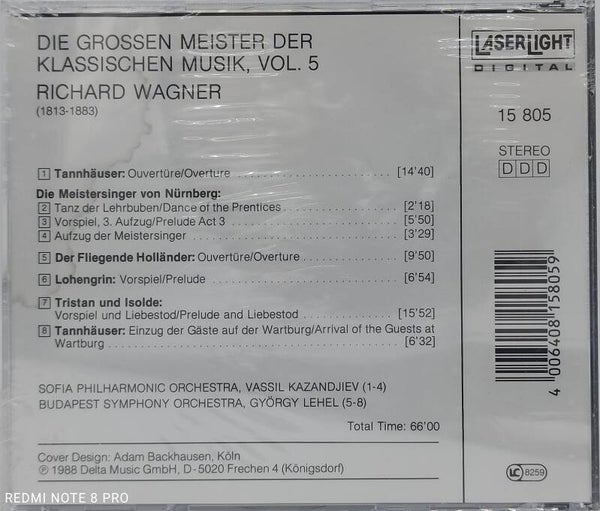 DIE GROSSEN MEISTER DER
KLASSISCHEN MUSIK, VOL. 5
RICHARD WAGNER
(1813-1883)
LASERLIGHT
DIGITAL
15 805
STEREO
DDD
1 Tannhäuser: Ouvertüre/Overture [14'40]
Die Meistersinger von Nürnberg:
2 Tanz der Lehrbuben/Dance of the Prentices [2'18]
3 Vorspiel, 3. Aufzug/Prelude Act 3 [5'50]
4 Aufzug der Meistersinger [3'29]
5 Der Fliegende Holländer: Ouvertüre/Overture [9'50]
6 Lohengrin: Vorspiel/Prelude [6'54]
7 Tristan und Isolde:
Vorspiel und Liebestod/Prelude and Liebestod [15'52]
8 Tannhäuser: Einzug der Gäste auf der Wartburg/Arrival of the Guests at
Wartburg [6'32]
SOFIA PHILHARMONIC ORCHESTRA, VASSIL KAZANDJIEV (1-4)
BUDAPEST SYMPHONY ORCHESTRA, GYÖRGY LEHEL (5-8)
Total Time: 66'00
Cover Design: Adam Backhausen, Köln
℗ 1988 Delta Music GmbH, D-5020 Frechen 4 (Königsdorf)
4 006408 158059
LC 8259
REDMI NOTE 8 PRO